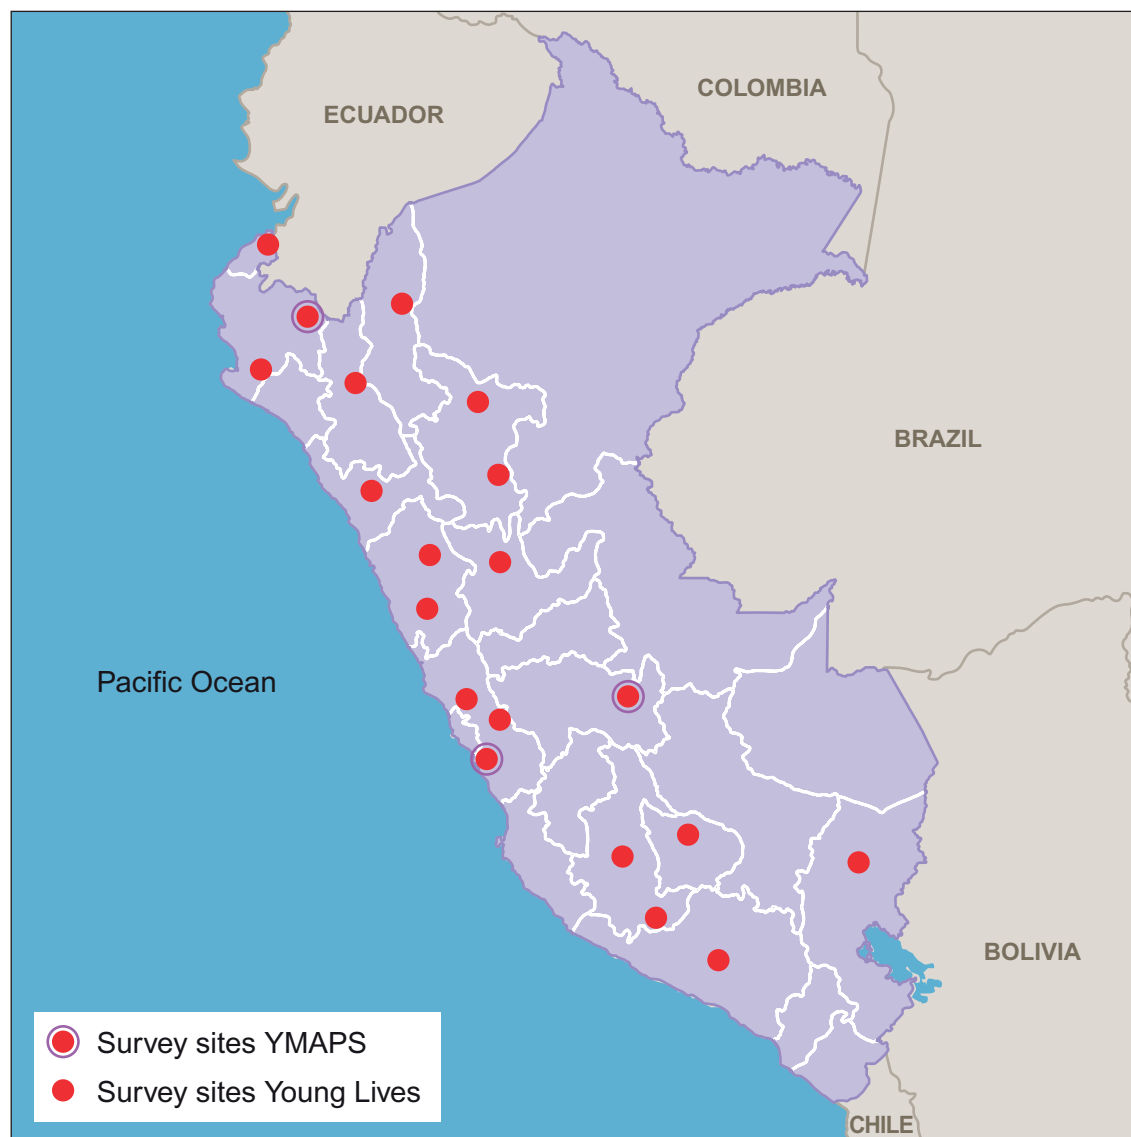 COLOMBIA
ECUADOR
BRAZIL
Pacific Ocean
BOLIVIA
Survey sites YMAPS
Survey sites Young Lives
CHILE